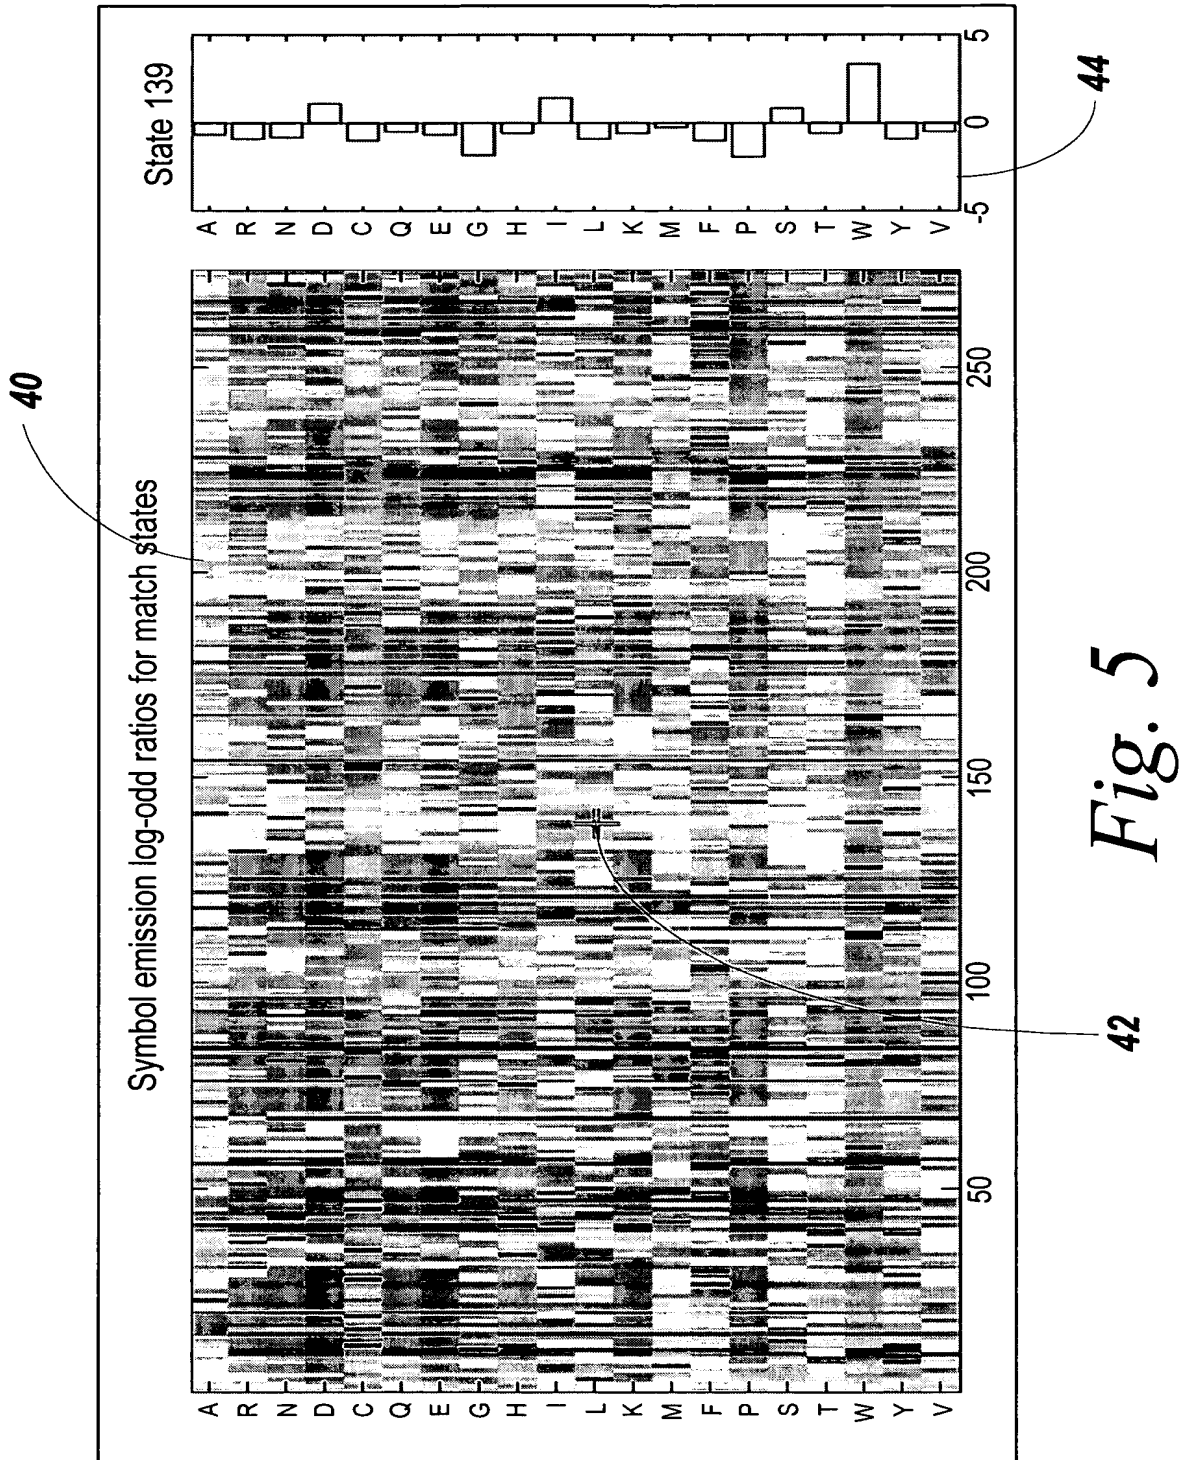 40
Symbol emission log-odd ratios for match states
State 139
A
R
N
D
C
Q
E
G
H
I
L
K
M
F
P
S
T
W
Y
V
50
100
150
200
250
A
R
N
D
C
Q
E
G
H
I
L
K
M
F
P
S
T
W
Y
V
-5
0
5
42
44
Fig. 5